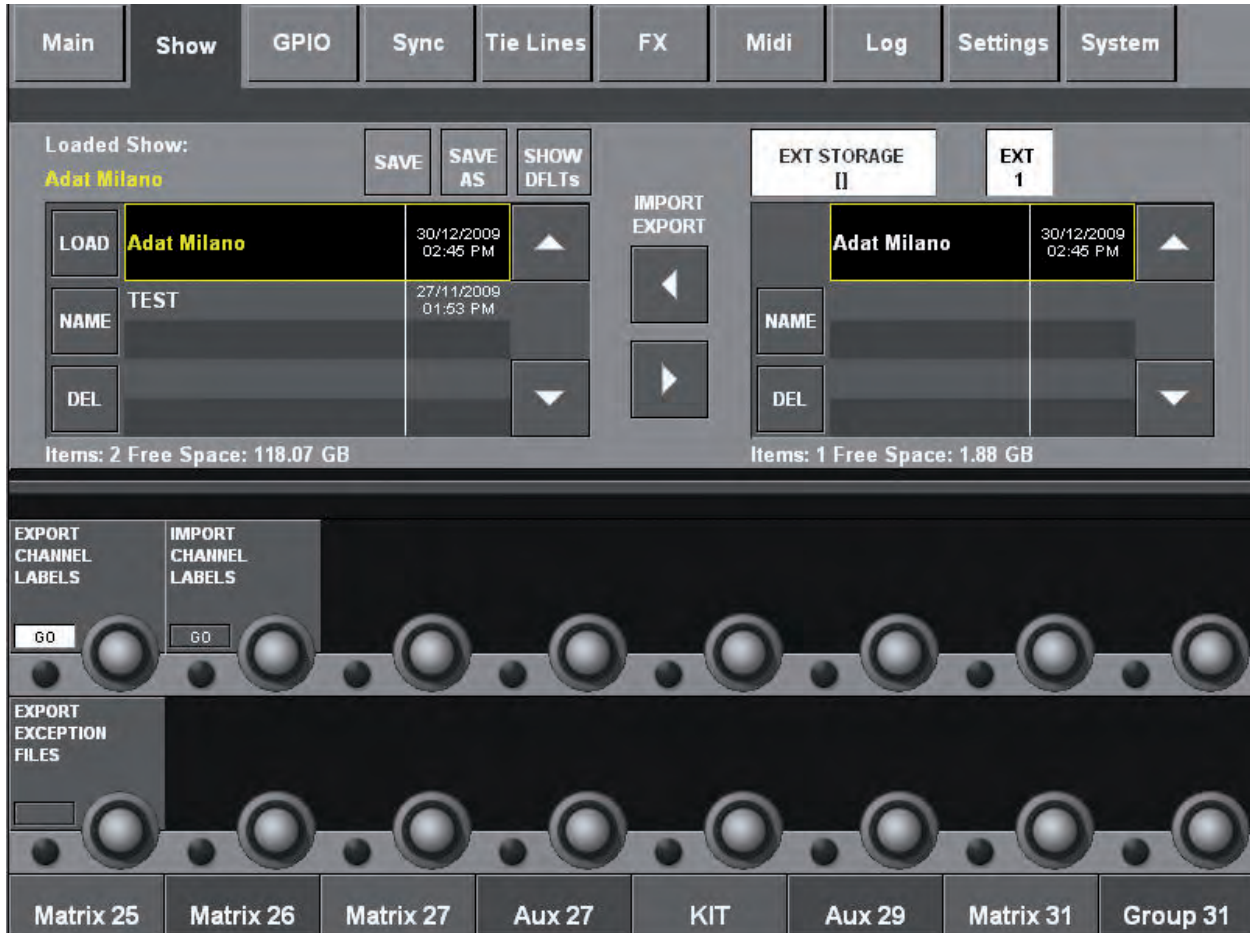 Main Show GPIO Sync Tie Lines FX Midi Log Settings System
Loaded Show:
Adat Milano
SAVE
SAVE
AS
SHOW
DFLTs
LOAD
Adat Milano
30/12/2009
02:45 PM
NAME
TEST
27/11/2009
01:53 PM
DEL
Items: 2 Free Space: 118.07 GB
IMPORT
EXPORT
EXT STORAGE
[]
EXT
1
Adat Milano
30/12/2009
02:45 PM
NAME
DEL
Items: 1 Free Space: 1.88 GB
EXPORT
CHANNEL
LABELS
GO
IMPORT
CHANNEL
LABELS
GO
EXPORT
EXCEPTION
FILES
Matrix 25 Matrix 26 Matrix 27 Aux 27 KIT Aux 29 Matrix 31 Group 31